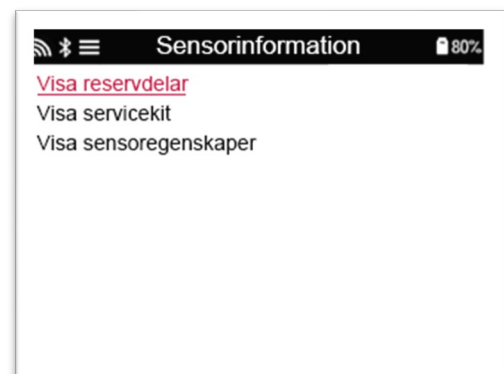 Sensorinformation 80%
Visa reservdelar
Visa servicekit
Visa sensoregenskaper